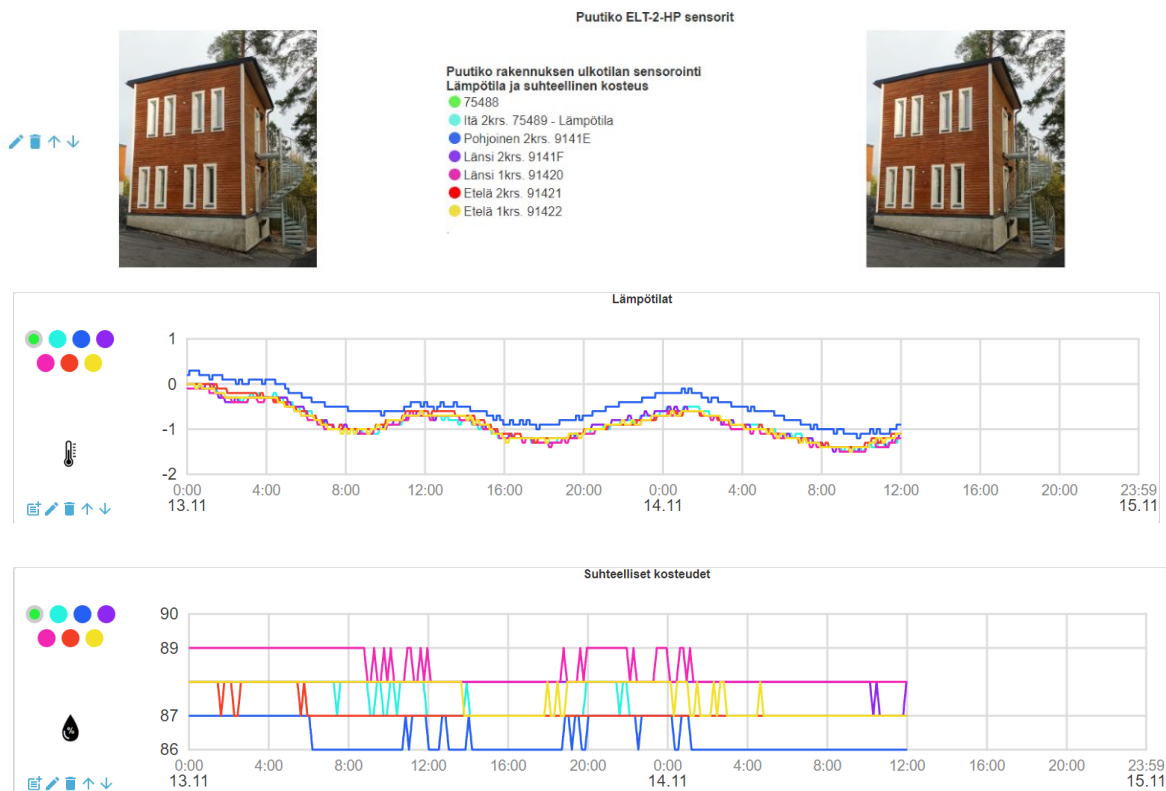 Puutiko ELT-2-HP sensorit
Puutiko rakennuksen ulkotilan sensorointi
Lämpötila ja suhteellinen kosteus
75488
Itä 2krs. 75489 - Lämpötila
Pohjoinen 2krs. 9141E
Länsi 2krs. 9141F
Länsi 1krs. 91420
Etelä 2krs. 91421
Etelä 1krs. 91422
.
Lämpötilat
1
0
-1
-2
0:00 4:00 8:00 12:00 16:00 20:00 0:00 4:00 8:00 12:00 16:00 20:00 23:59
13.11 14.11 15.11
Suhteelliset kosteudet
90
89
87
86
%
0:00 4:00 8:00 12:00 16:00 20:00 0:00 4:00 8:00 12:00 16:00 20:00 23:59
13.11 14.11 15.11